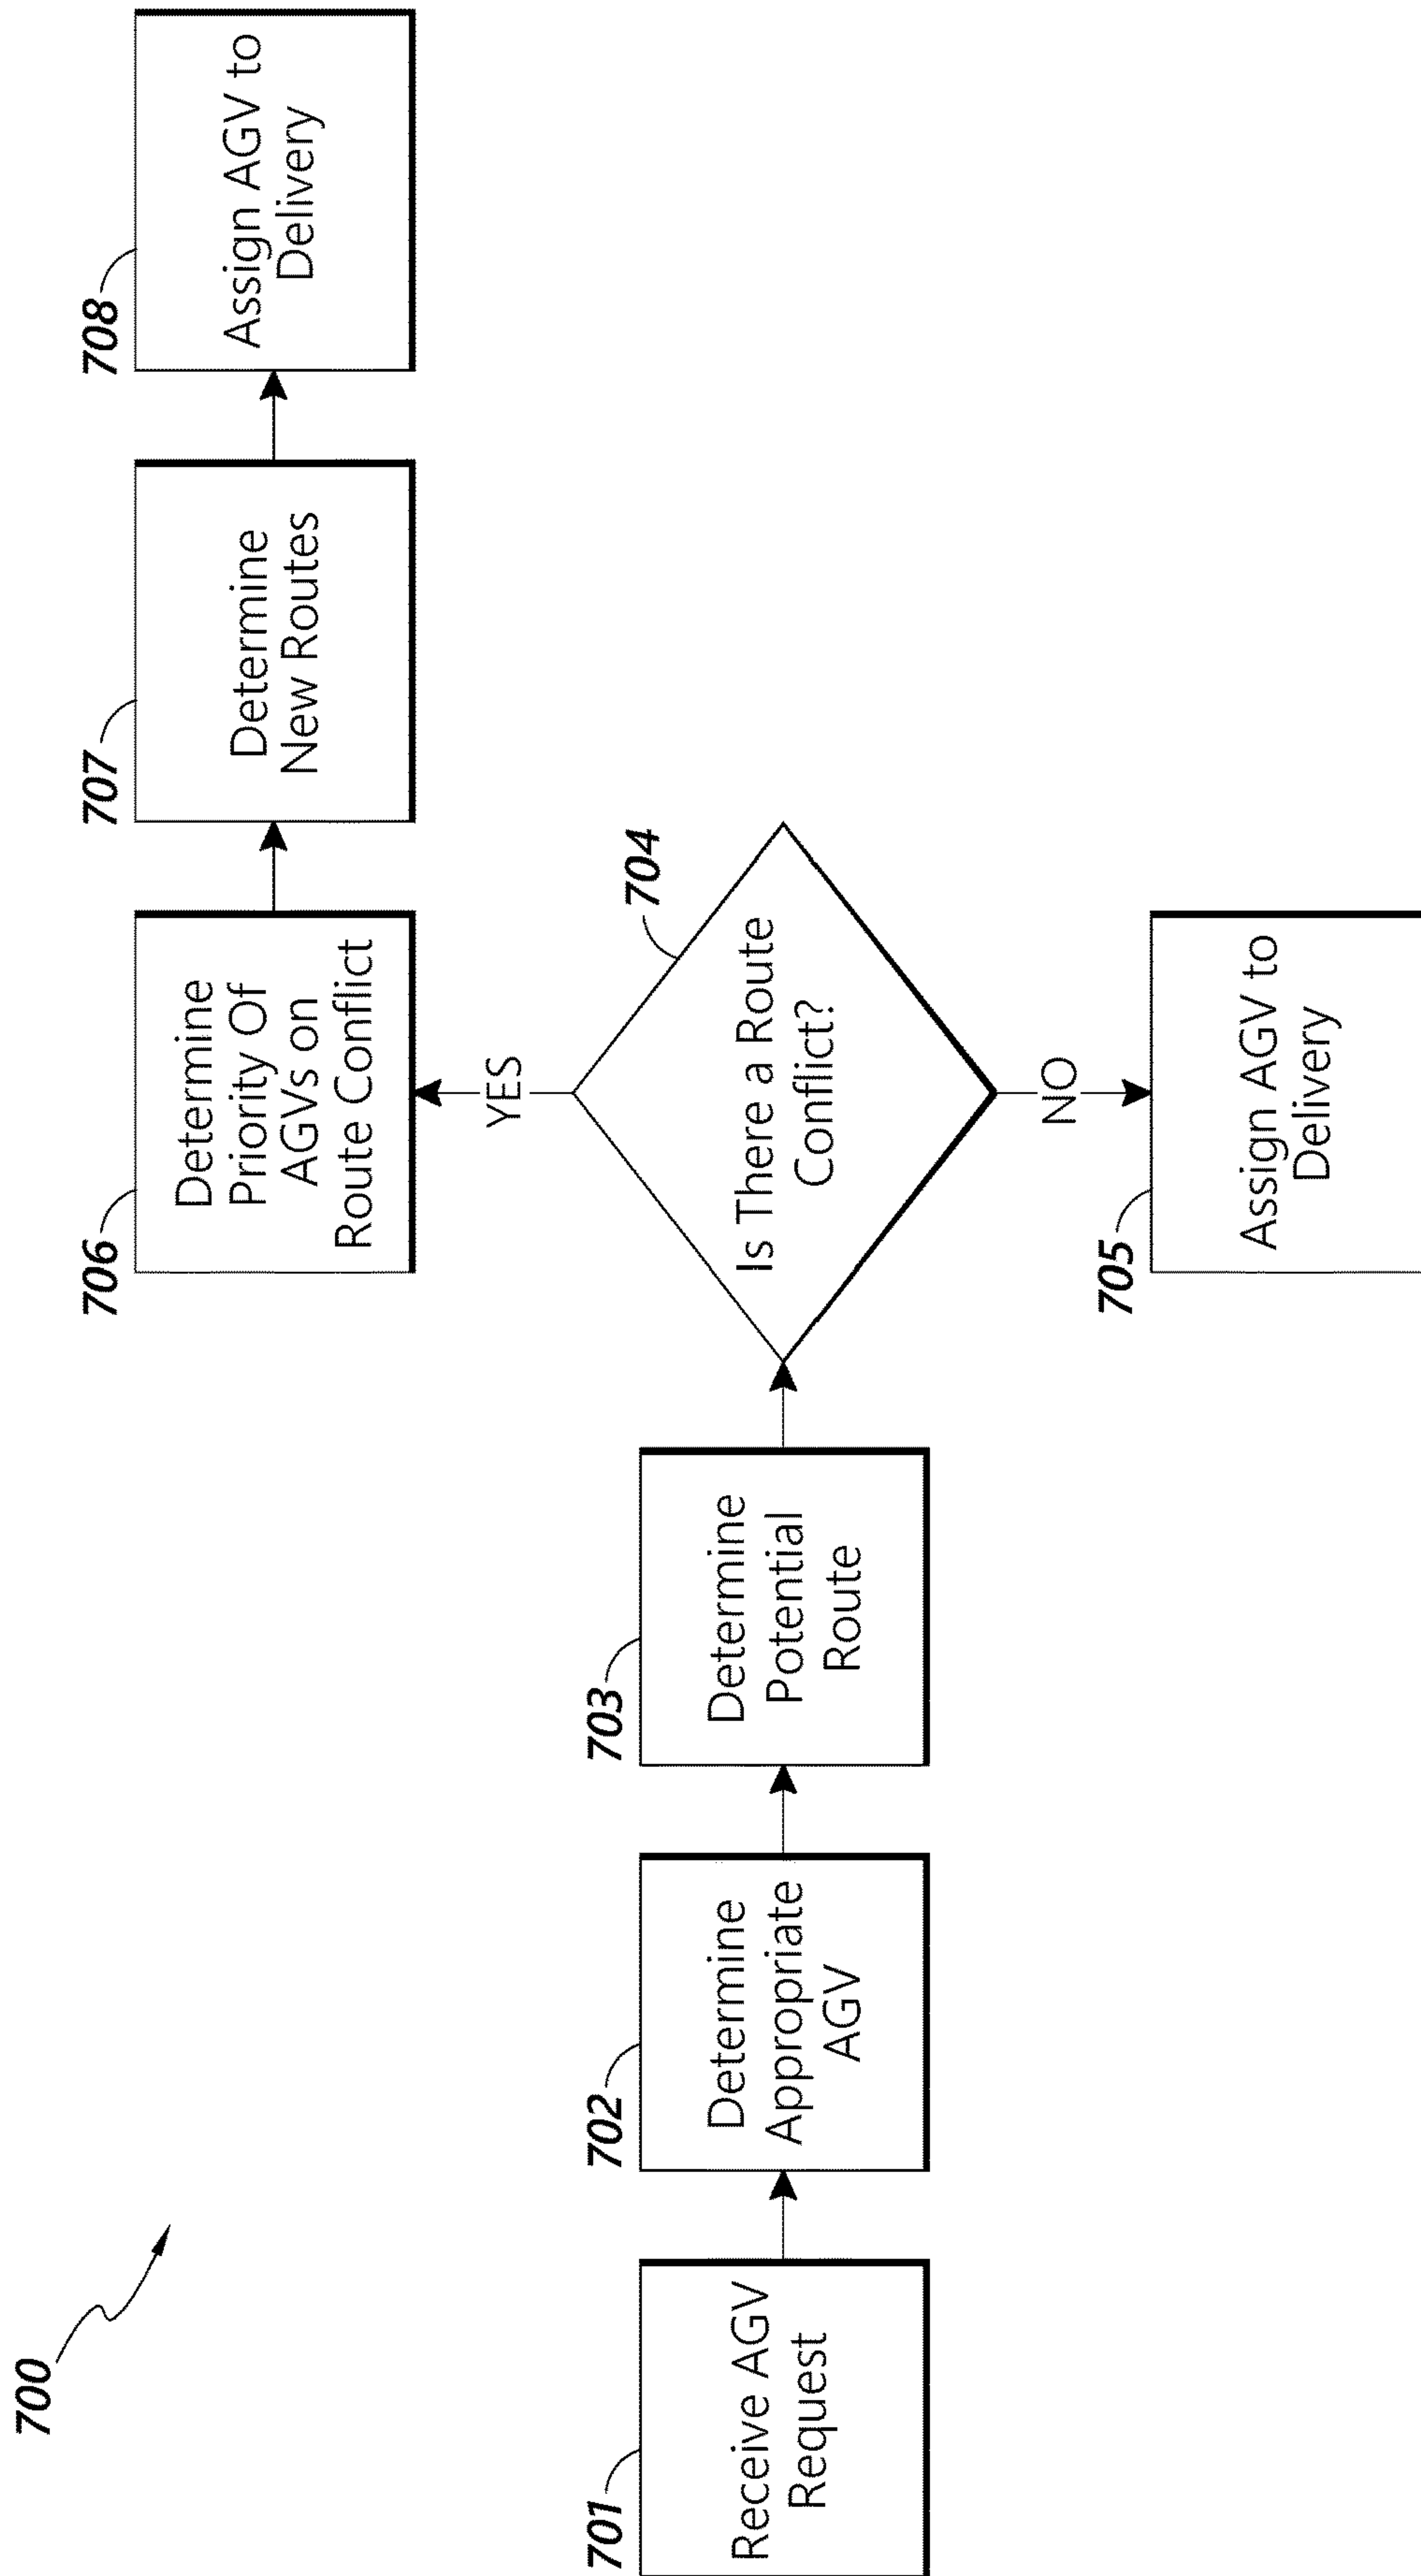 700
701
Receive AGV
Request
702
Determine
Appropriate
AGV
703
Determine
Potential
Route
704
Is There a Route
Conflict?
YES
NO
705
Assign AGV to
Delivery
706
Determine
Priority Of
AGVs on
Route Conflict
707
Determine
New Routes
708
Assign AGV to
Delivery